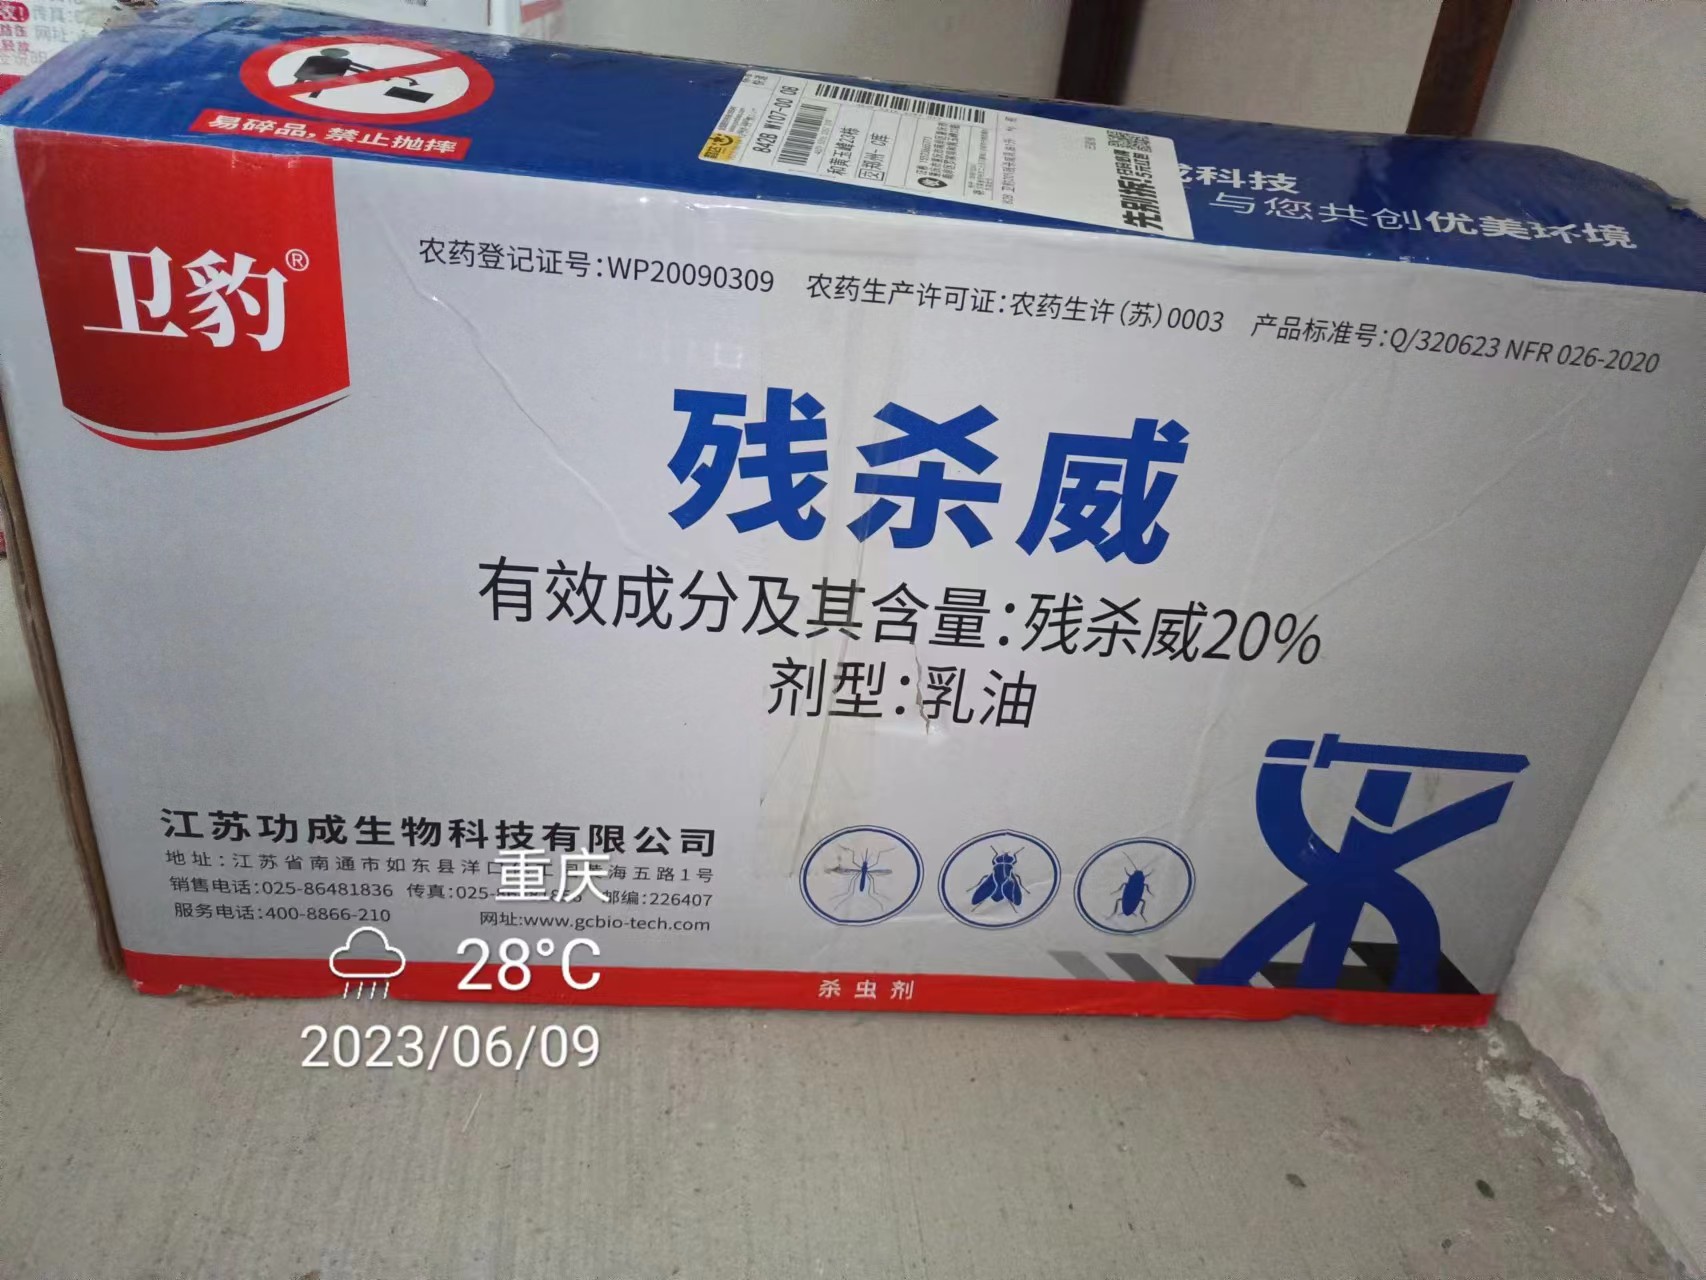 易碎品，禁止抛摔
8428 W107-00 08
科技
与您共创优美环境
卫豹®
农药登记证号：WP20090309 农药生产许可证：农药生许（苏）0003 产品标准号：Q/320623 NFR 026-2020
残杀威
有效成分及其含量：残杀威20%
剂型：乳油
江苏功成生物科技有限公司
地址：江苏省南通市如东县洋口 海五路1号
销售电话：025-86481836 传真：025- 邮编：226407
服务电话：400-8866-210 网址：www.gcbio-tech.com
杀虫剂
重庆
28°C
2023/06/09